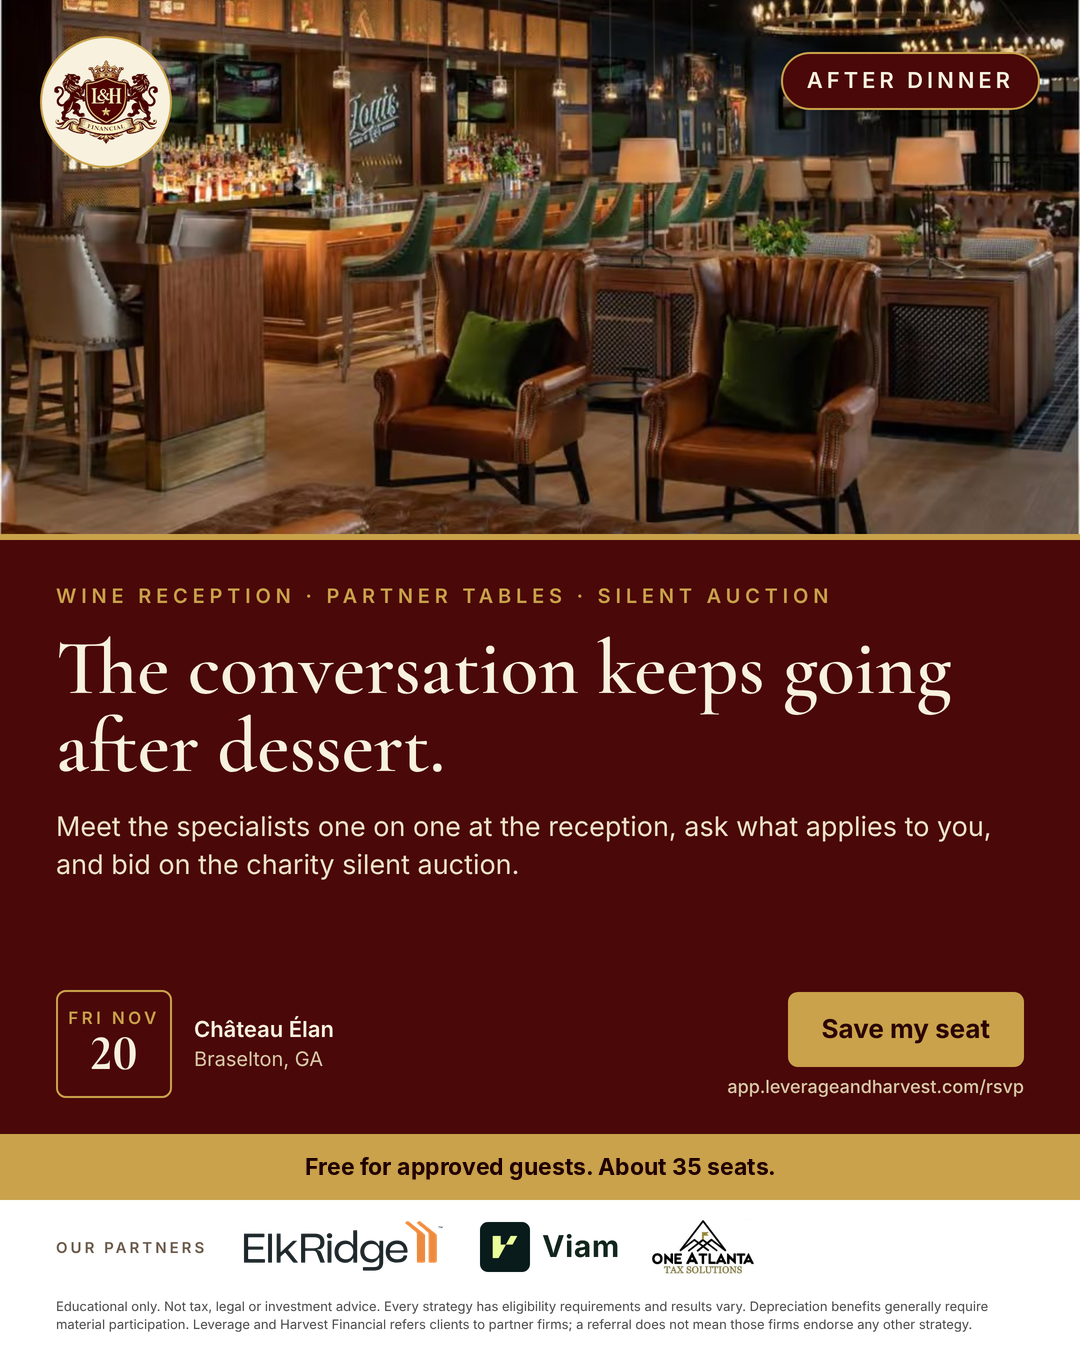 L&H
FINANCIAL
Louis'
AFTER DINNER
WINE RECEPTION · PARTNER TABLES · SILENT AUCTION
The conversation keeps going
after dessert.
Meet the specialists one on one at the reception, ask what applies to you,
and bid on the charity silent auction.
FRI NOV
20
Château Élan
Braselton, GA
Save my seat
app.leverageandharvest.com/rsvp
Free for approved guests. About 35 seats.
OUR PARTNERS
ElkRidge™
Viam
ONE ATLANTA
TAX SOLUTIONS
Educational only. Not tax, legal or investment advice. Every strategy has eligibility requirements and results vary. Depreciation benefits generally require
material participation. Leverage and Harvest Financial refers clients to partner firms; a referral does not mean those firms endorse any other strategy.